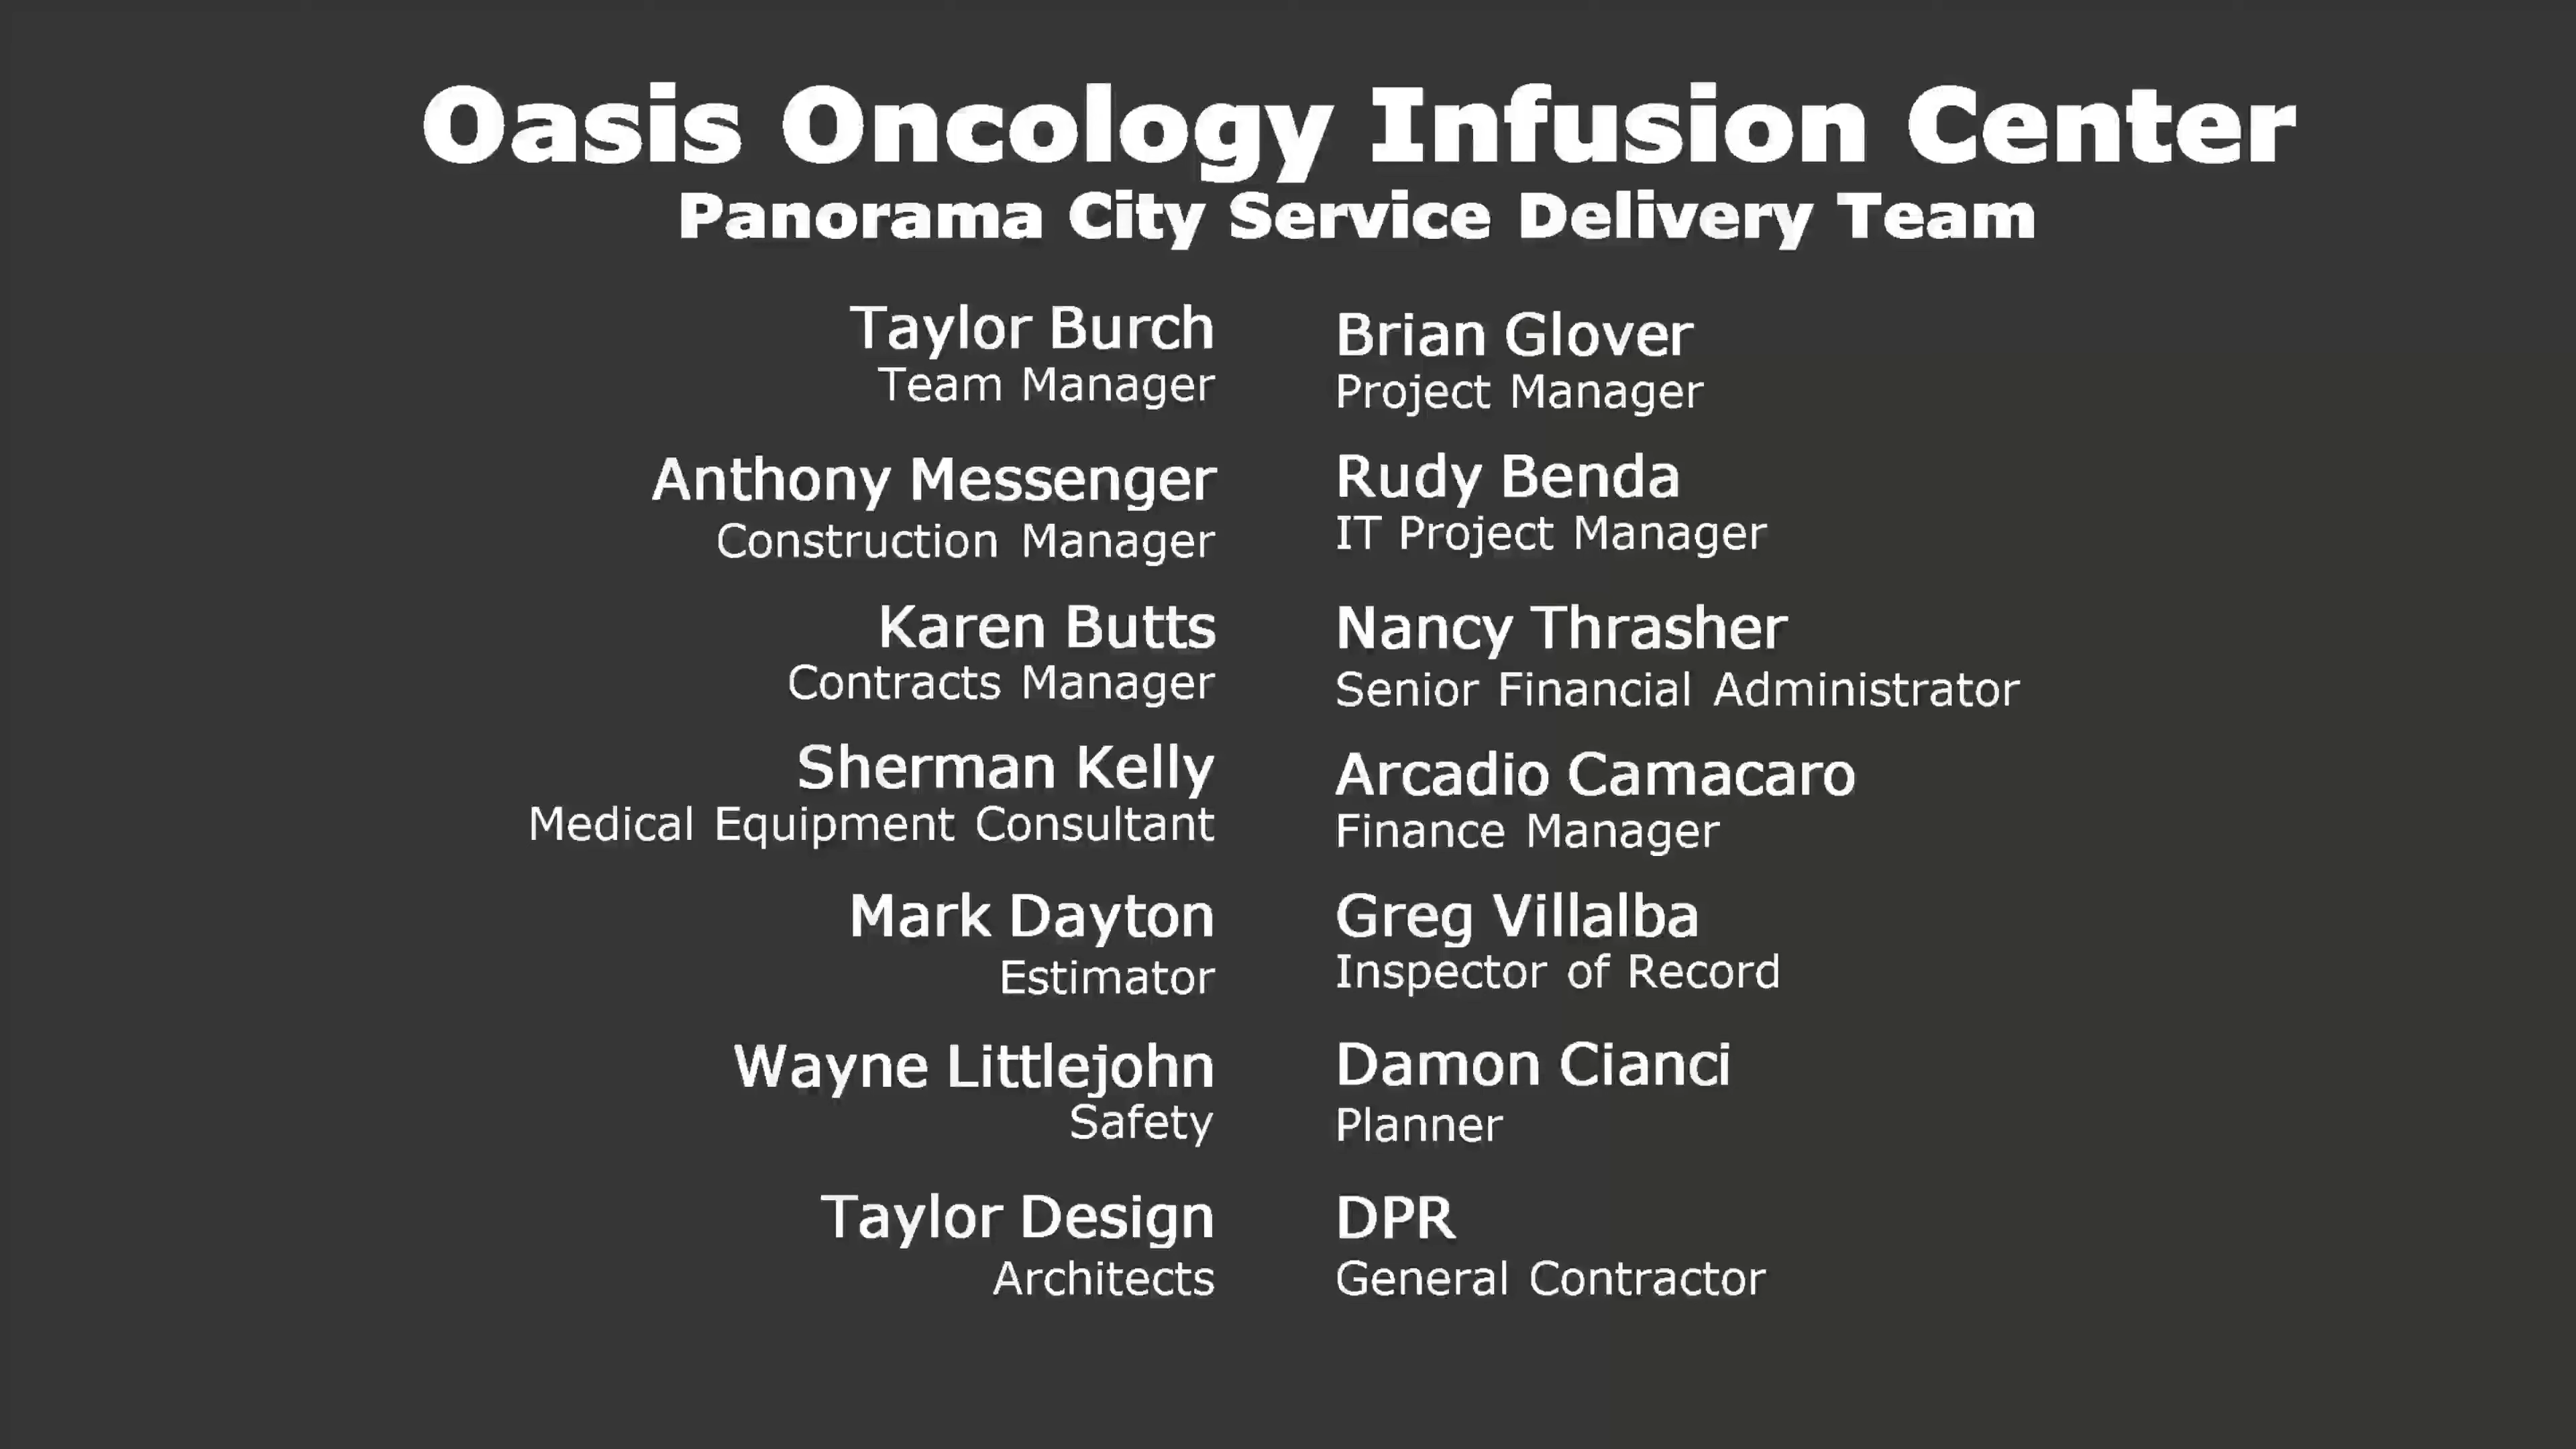 Oasis Oncology Infusion Center
Panorama City Service Delivery Team
Taylor Burch
Team Manager
Brian Glover
Project Manager
Anthony Messenger
Construction Manager
Rudy Benda
IT Project Manager
Karen Butts
Contracts Manager
Nancy Thrasher
Senior Financial Administrator
Sherman Kelly
Medical Equipment Consultant
Arcadio Camacaro
Finance Manager
Mark Dayton
Estimator
Greg Villalba
Inspector of Record
Wayne Littlejohn
Safety
Damon Cianci
Planner
Taylor Design
Architects
DPR
General Contractor